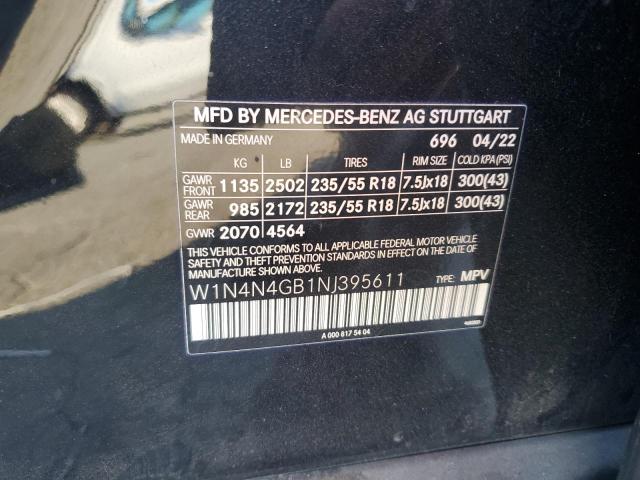 MFD BY MERCEDES-BENZ AG STUTTGART
MADE IN GERMANY 696 04/22
KG LB TIRES RIM SIZE COLD KPA (PSI)
GAWR FRONT 1135 2502 235/55 R18 7.5Jx18 300(43)
GAWR REAR 985 2172 235/55 R18 7.5Jx18 300(43)
GVWR 2070 4564
THIS VEHICLE CONFORMS TO ALL APPLICABLE FEDERAL MOTOR VEHICLE SAFETY
AND THEFT PREVENTION STANDARDS IN EFFECT ON THE DATE OF MANUFACTURE SHOWN ABOVE.
W1N4N4GB1NJ395611 TYPE: MPV
A 000 817 54 04